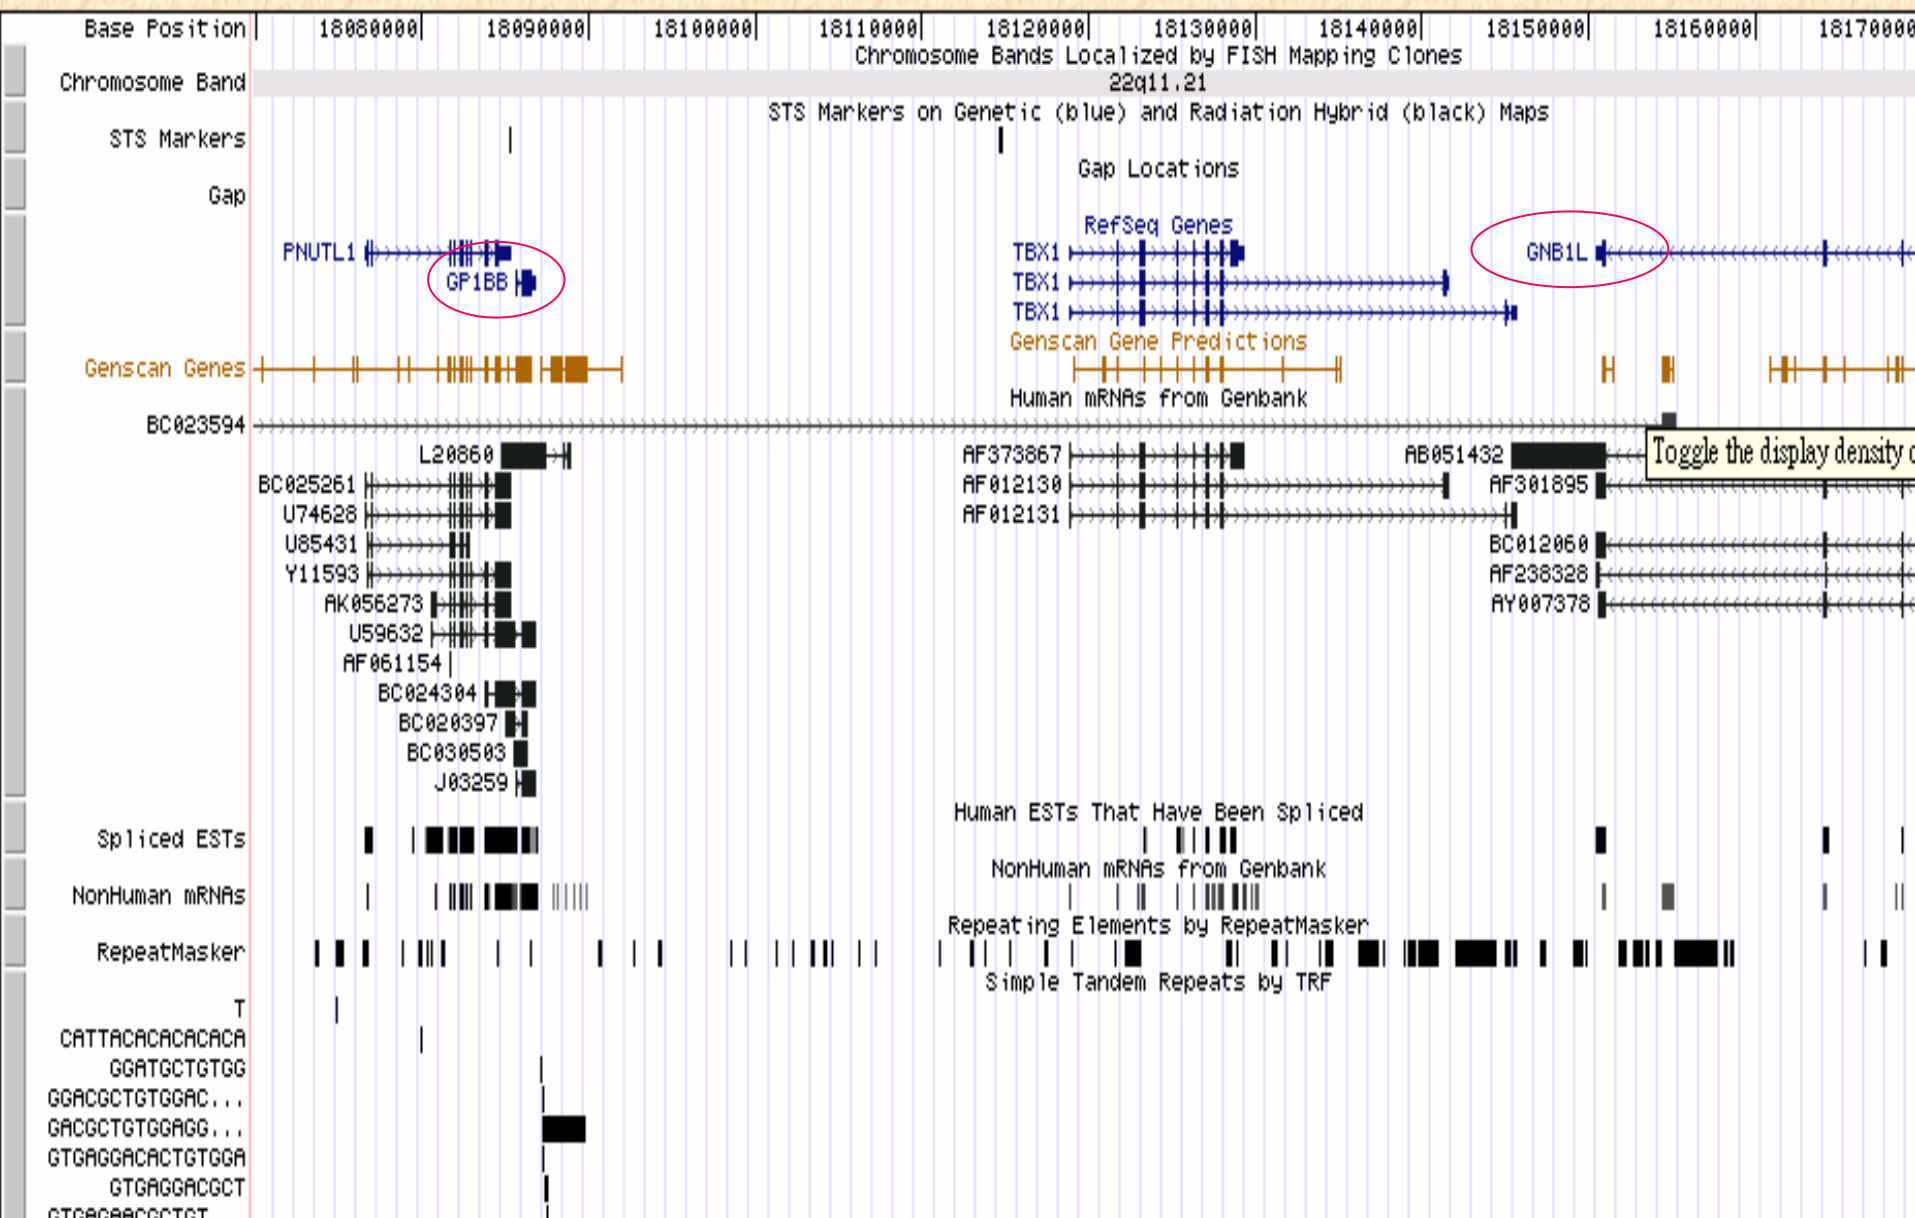 Base Position 18080000 18090000 18100000 18110000 18120000 18130000 18140000 18150000 18160000
Chromosome Bands Localized by FISH Mapping Clones
Chromosome Band 22q11.21
STS Markers on Genetic (blue) and Radiation Hybrid (black) Maps
STS Markers
Gap Locations
Gap
RefSeq Genes
PNUTL1 TBX1 GNB1L
GP1BB TBX1
TBX1
Genscan Gene Predictions
Genscan Genes
Human mRNAs from Genbank
BC023594
L20860 AF373867 AB051432 Toggle the display density
BC025261 AF012130 AF301895
U74628 AF012131
U85431 BC012060
Y11593 AF238328
AK056273 AY007378
U59632
AF061154
BC024304
BC020397
BC030503
J03259
Human ESTs That Have Been Spliced
Spliced ESTs
NonHuman mRNAs from Genbank
NonHuman mRNAs
Repeating Elements by RepeatMasker
RepeatMasker
Simple Tandem Repeats by TRF
T
CATTACACACACACA
GGATGCTGTGG
GGACGCTGTGGAC...
GACGCTGTGGAGG...
GTGAGGACACTGTGGA
GTGAGGACGCT